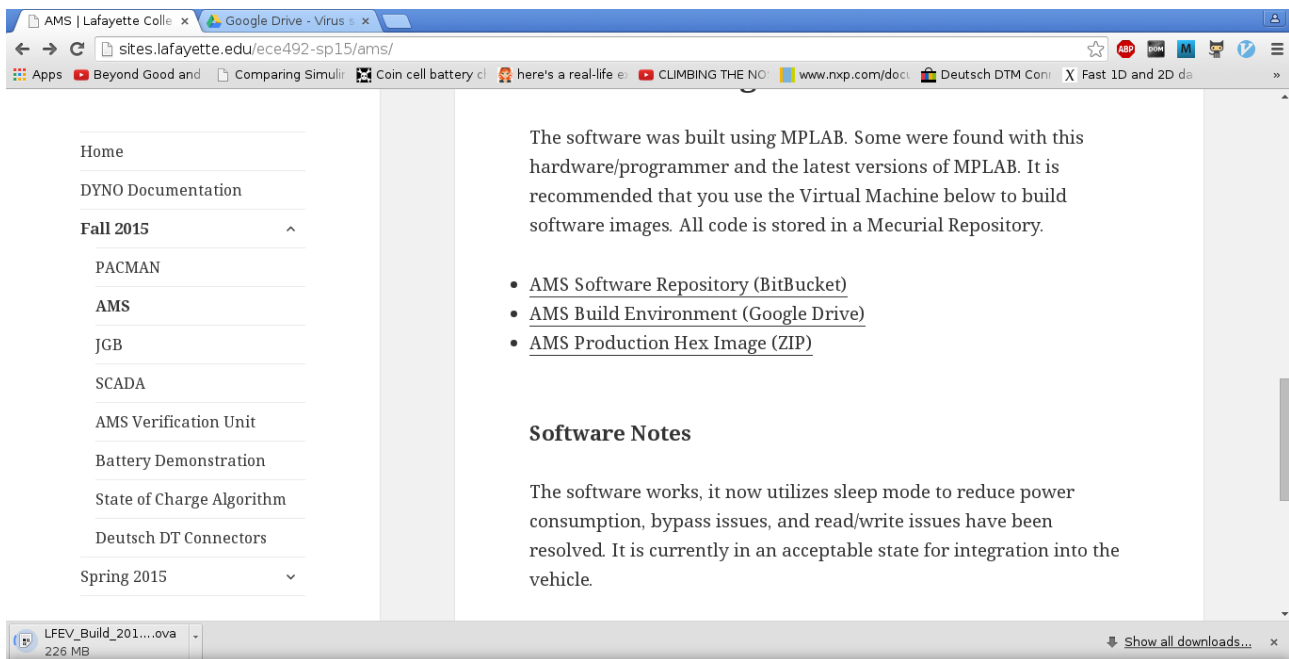 AMS | Lafayette Colle
Google Drive - Virus s
sites.lafayette.edu/ece492-sp15/ams/
ABP
DOM
M
Apps
Beyond Good and
Comparing Simulir
Coin cell battery cl
here's a real-life e
CLIMBING THE NO
www.nxp.com/docu
Deutsch DTM Conn
Fast 1D and 2D da
»
Home
DYNO Documentation
Fall 2015
PACMAN
AMS
JGB
SCADA
AMS Verification Unit
Battery Demonstration
State of Charge Algorithm
Deutsch DT Connectors
Spring 2015
The software was built using MPLAB. Some were found with this
hardware/programmer and the latest versions of MPLAB. It is
recommended that you use the Virtual Machine below to build
software images. All code is stored in a Mecurial Repository.
• AMS Software Repository (BitBucket)
• AMS Build Environment (Google Drive)
• AMS Production Hex Image (ZIP)
Software Notes
The software works, it now utilizes sleep mode to reduce power
consumption, bypass issues, and read/write issues have been
resolved. It is currently in an acceptable state for integration into the
vehicle.
LFEV_Build_201....ova
226 MB
Show all downloads...